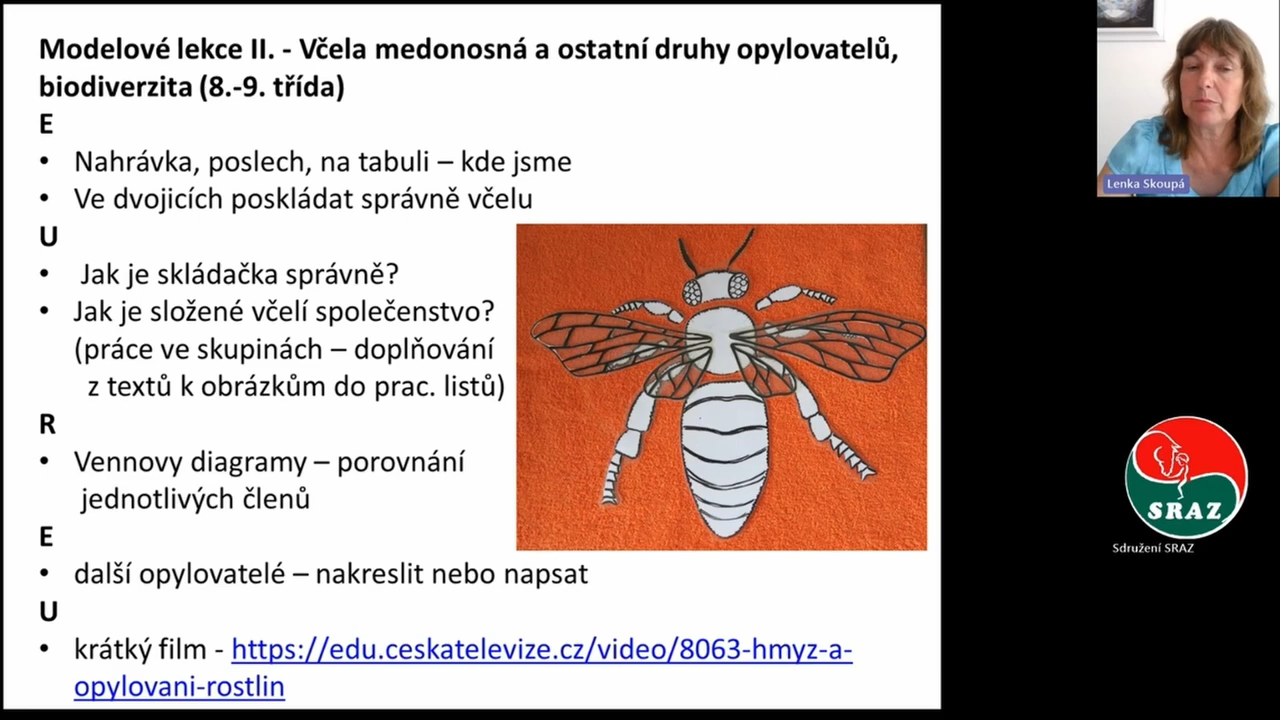 Modelové lekce II. - Včela medonosná a ostatní druhy opylovatelů,
biodiverzita (8.-9. třída)
E
• Nahrávka, poslech, na tabuli – kde jsme
• Ve dvojicích poskládat správně včelu
U
• Jak je skládačka správně?
• Jak je složené včelí společenstvo?
(práce ve skupinách – doplňování
z textů k obrázkům do prac. listů)
R
• Vennovy diagramy – porovnání
jednotlivých členů
E
• další opylovatelé – nakreslit nebo napsat
U
• krátký film - https://edu.ceskatelevize.cz/video/8063-hmyz-a-
opylovani-rostlin
Lenka Skoupá
SRAZ
Sdružení SRAZ